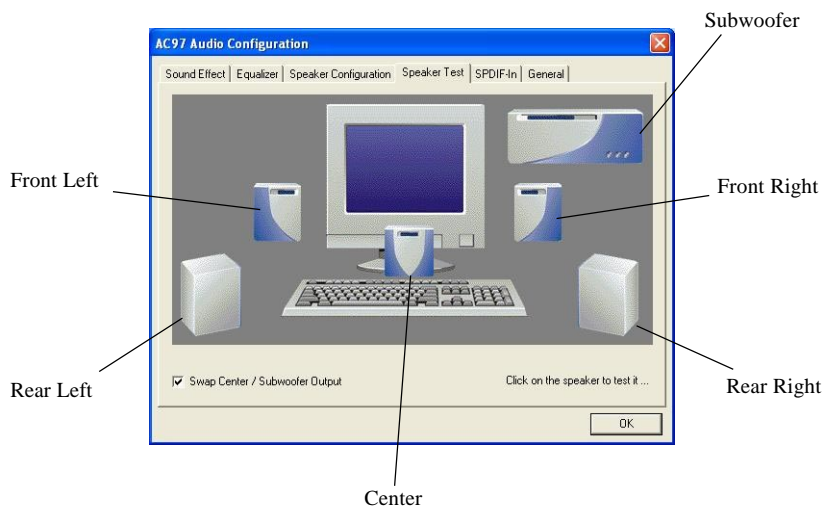 Subwoofer
AC97 Audio Configuration
Sound Effect Equalizer Speaker Configuration Speaker Test SPDIF-In General
Front Left
Front Right
Rear Left
Rear Right
Swap Center / Subwoofer Output
Click on the speaker to test it ...
OK
Center